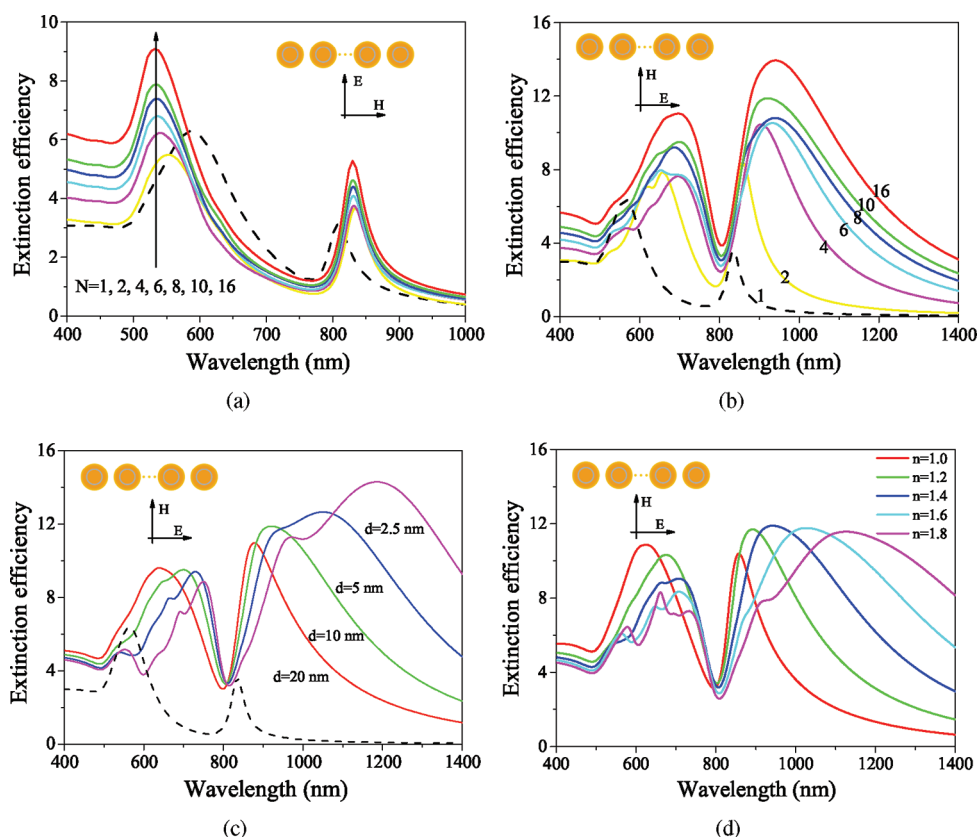 10
8
6
4
2
0
Extinction efficiency
E
H
N=1, 2, 4, 6, 8, 10, 16
400 500 600 700 800 900 1000
Wavelength (nm)
(a)
16
12
8
4
0
Extinction efficiency
H
E
16
10
8
6
4
2
1
400 600 800 1000 1200 1400
Wavelength (nm)
(b)
16
12
8
4
0
Extinction efficiency
H
E
d=2.5 nm
d=5 nm
d=10 nm
d=20 nm
400 600 800 1000 1200 1400
Wavelength (nm)
(c)
16
12
8
4
0
Extinction efficiency
H
E
n=1.0
n=1.2
n=1.4
n=1.6
n=1.8
400 600 800 1000 1200 1400
Wavelength (nm)
(d)